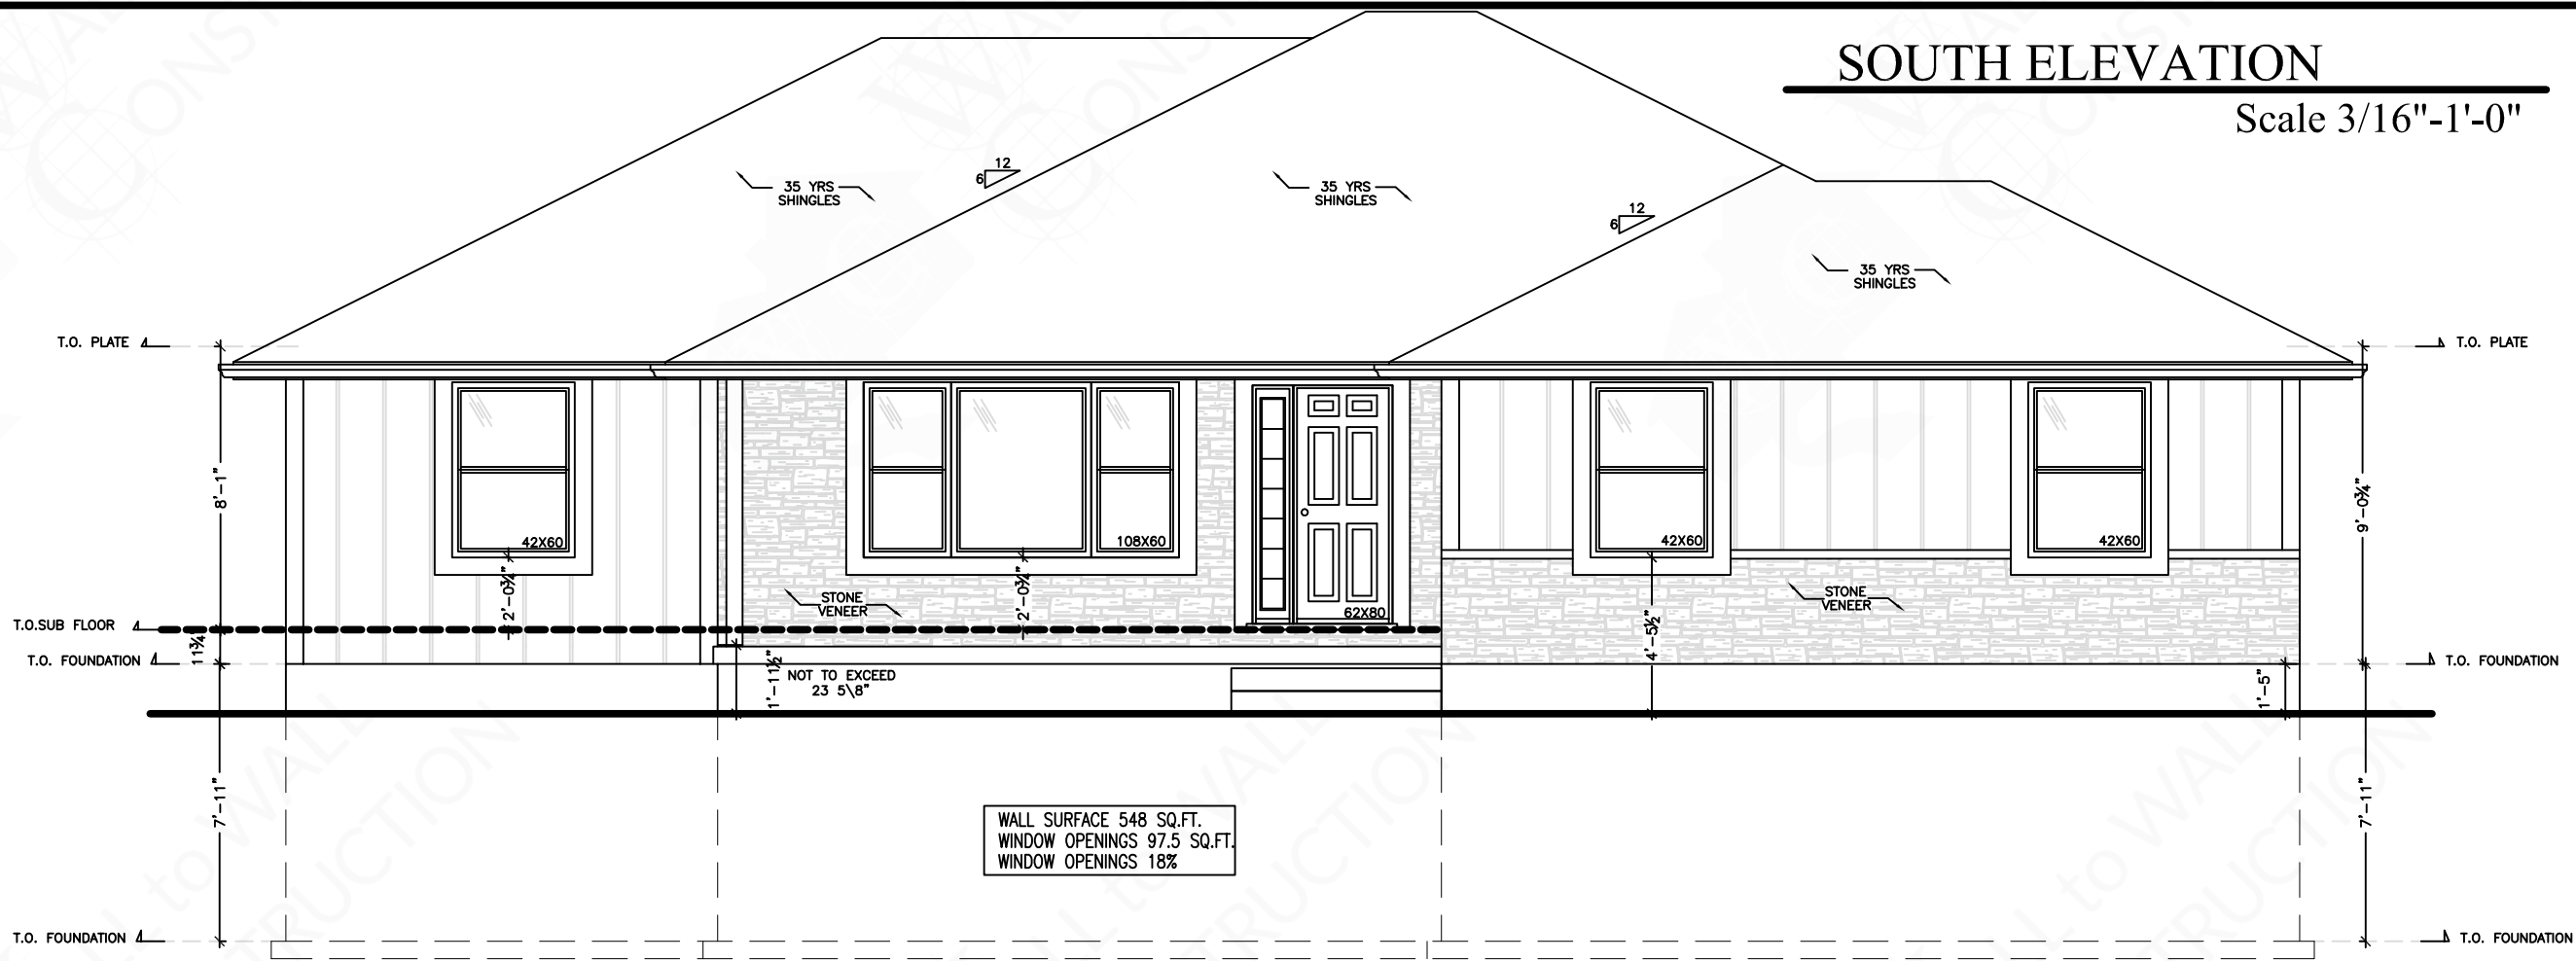 SOUTH ELEVATION
Scale 3/16"-1'-0"
12
6
35 YRS
SHINGLES
35 YRS
SHINGLES
12
6
35 YRS
SHINGLES
T.O. PLATE
T.O. PLATE
8'-1"
9'-0¾"
42X60
108X60
62X80
42X60
42X60
2'-0¾"
2'-0¾"
4'-5½"
STONE
VENEER
STONE
VENEER
T.O.SUB FLOOR
11¾"
T.O. FOUNDATION
T.O. FOUNDATION
1'-11½"
NOT TO EXCEED
23 5\8"
1'-5"
7'-11"
7'-11"
WALL SURFACE 548 SQ.FT.
WINDOW OPENINGS 97.5 SQ.FT.
WINDOW OPENINGS 18%
T.O. FOUNDATION
T.O. FOUNDATION
WALL to WALL
CONSTRUCTION